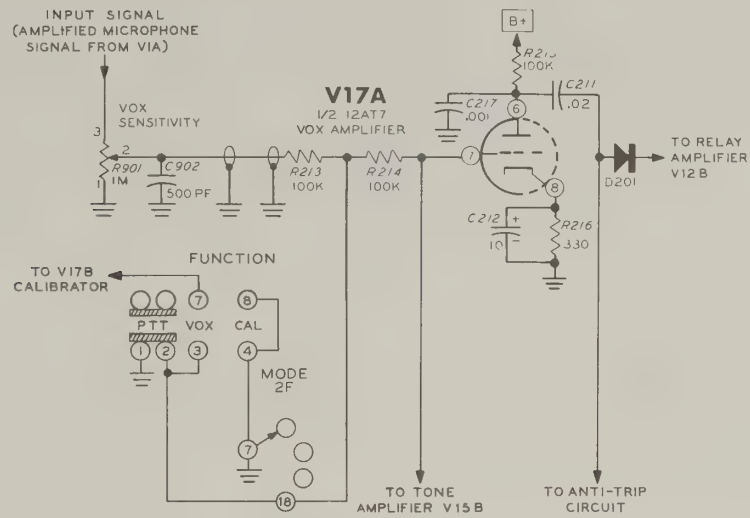 INPUT SIGNAL
(AMPLIFIED MICROPHONE
SIGNAL FROM VIA)
B+
100K
C211
.02
V17A
1/2 12AT7
VOX AMPLIFIER
C217
.001
6
VOX
SENSITIVITY
3
2
R901
1M
1
C902
500 PF
R213
100K
R214
100K
7
8
D201
TO RELAY
AMPLIFIER
V12B
C212
+
10
-
R216
330
FUNCTION
TO V17B
CALIBRATOR
7
8
PTT
VOX
CAL
1
2
3
4
MODE
2F
7
18
TO TONE
AMPLIFIER V15B
TO ANTI-TRIP
CIRCUIT